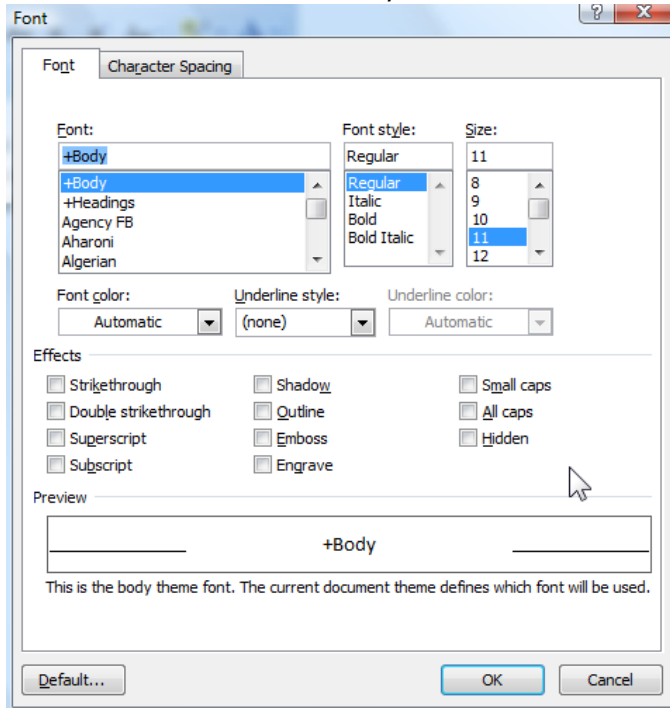 Font
Font Character Spacing
Font: Font style: Size:
+Body Regular 11
+Body Regular 8
+Headings Italic 9
Agency FB Bold 10
Aharoni Bold Italic 11
Algerian 12
Font color: Underline style: Underline color:
Automatic (none) Automatic
Effects
Strikethrough Shadow Small caps
Double strikethrough Outline All caps
Superscript Emboss Hidden
Subscript Engrave
Preview
+Body
This is the body theme font. The current document theme defines which font will be used.
Default... OK Cancel